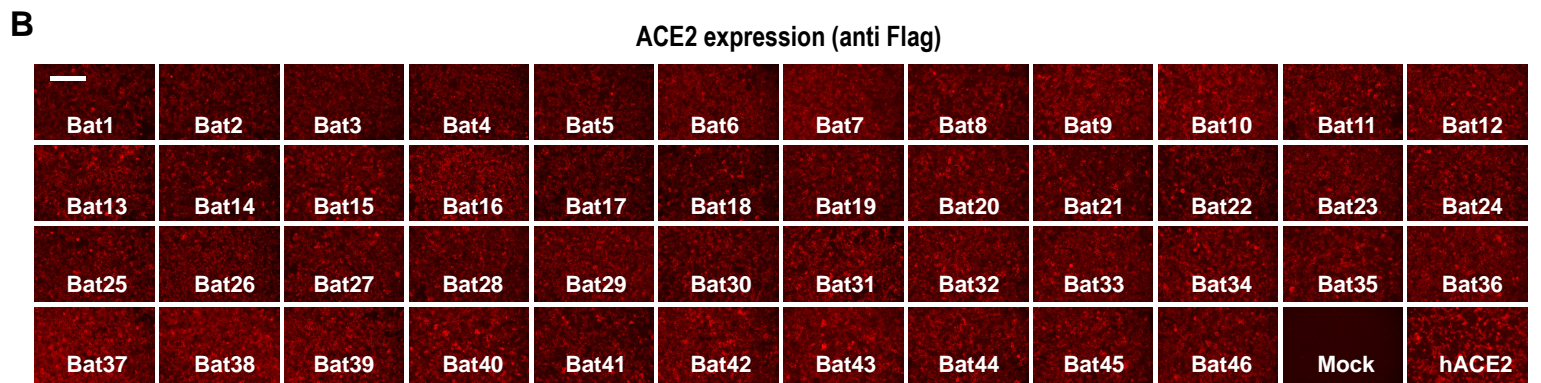 B
ACE2 expression (anti Flag)
Bat1 Bat2 Bat3 Bat4 Bat5 Bat6 Bat7 Bat8 Bat9 Bat10 Bat11 Bat12
Bat13 Bat14 Bat15 Bat16 Bat17 Bat18 Bat19 Bat20 Bat21 Bat22 Bat23 Bat24
Bat25 Bat26 Bat27 Bat28 Bat29 Bat30 Bat31 Bat32 Bat33 Bat34 Bat35 Bat36
Bat37 Bat38 Bat39 Bat40 Bat41 Bat42 Bat43 Bat44 Bat45 Bat46 Mock hACE2